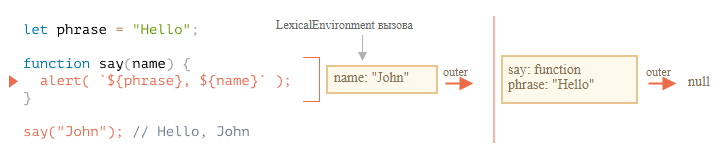 let phrase = "Hello";
function say(name) {
alert( `${phrase}, ${name}` );
}
say("John"); // Hello, John
LexicalEnvironment вызова
name: "John"
outer
say: function
phrase: "Hello"
outer
null